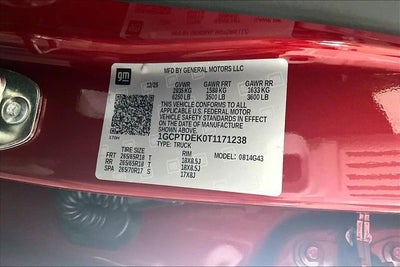 gm
MFD BY GENERAL MOTORS LLC
12/25 GVWR GAWR FRT GAWR RR
2835 KG 1588 KG 1633 KG
6250 LB 3500 LB 3600 LB
THIS VEHICLE CONFORMS TO ALL
APPLICABLE U.S. FEDERAL MOTOR
VEHICLE SAFETY STANDARDS IN EFFECT ON
THE DATE OF MANUFACTURE
SHOWN ABOVE.
1GCPTDEK0T1171238
TYPE: TRUCK
TIRE SIZE RIM 0814G43
FRT 265/65R18 T 18X8.5J
RR 265/65R18 T 18X8.5J
SPA 265/70R17 S 17X8J